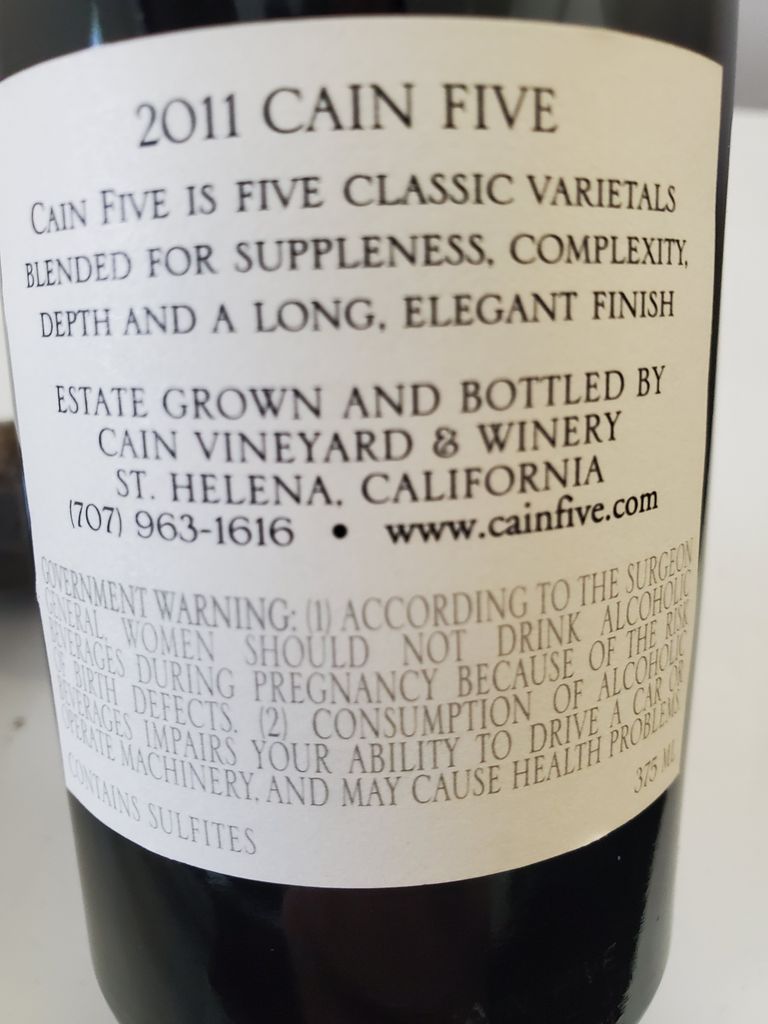 2011 CAIN FIVE
CAIN FIVE IS FIVE CLASSIC VARIETALS
BLENDED FOR SUPPLENESS, COMPLEXITY,
DEPTH AND A LONG, ELEGANT FINISH
ESTATE GROWN AND BOTTLED BY
CAIN VINEYARD & WINERY
ST. HELENA, CALIFORNIA
(707) 963-1616 • www.cainfive.com
GOVERNMENT WARNING: (1) ACCORDING TO THE SURGEON
GENERAL, WOMEN SHOULD NOT DRINK ALCOHOLIC
BEVERAGES DURING PREGNANCY BECAUSE OF THE RISK
OF BIRTH DEFECTS. (2) CONSUMPTION OF ALCOHOLIC
BEVERAGES IMPAIRS YOUR ABILITY TO DRIVE A CAR OR
OPERATE MACHINERY, AND MAY CAUSE HEALTH PROBLEMS.
CONTAINS SULFITES
375 ML